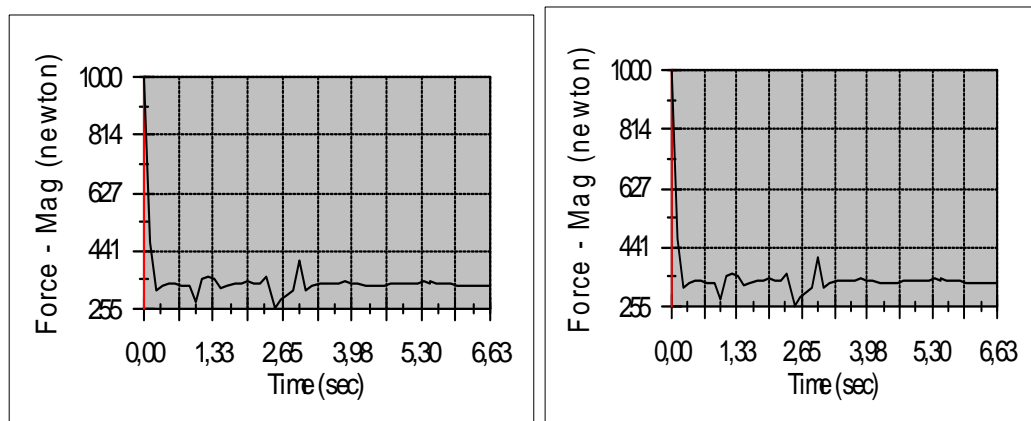 Force - Mag (newton)
1000
814
627
441
255
0,00 1,33 2,65 3,98 5,30 6,63
Time (sec)
Force - Mag (newton)
1000
814
627
441
255
0,00 1,33 2,65 3,98 5,30 6,63
Time (sec)